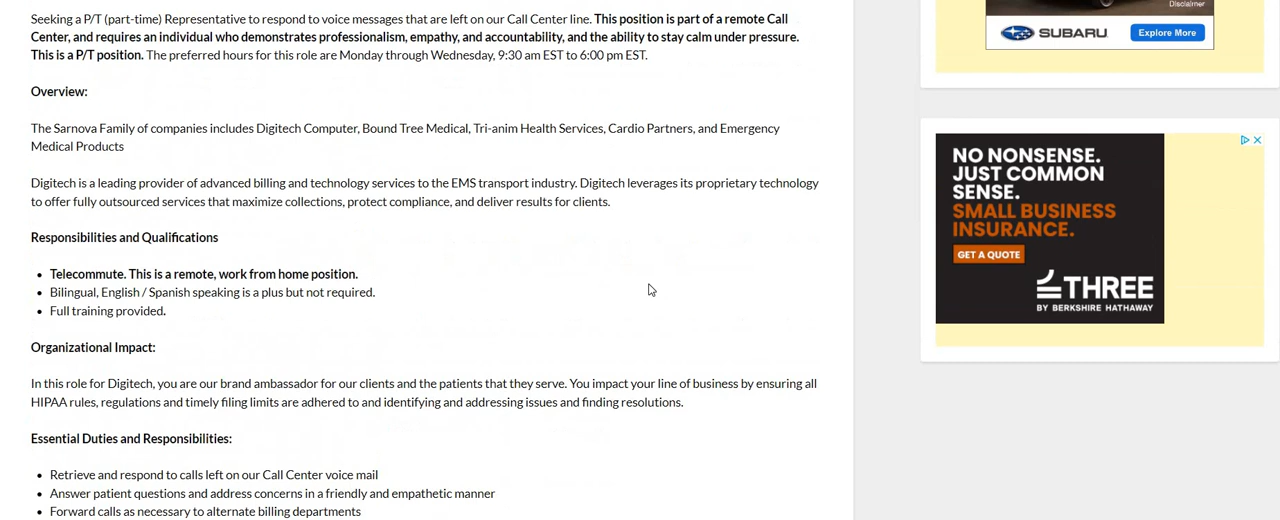 Seeking a P/T (part-time) Representative to respond to voice messages that are left on our Call Center line. This position is part of a remote Call
Center, and requires an individual who demonstrates professionalism, empathy, and accountability, and the ability to stay calm under pressure.
This is a P/T position. The preferred hours for this role are Monday through Wednesday, 9:30 am EST to 6:00 pm EST.
Overview:
The Sarnova Family of companies includes Digitech Computer, Bound Tree Medical, Tri-anim Health Services, Cardio Partners, and Emergency
Medical Products
Digitech is a leading provider of advanced billing and technology services to the EMS transport industry. Digitech leverages its proprietary technology
to offer fully outsourced services that maximize collections, protect compliance, and deliver results for clients.
Responsibilities and Qualifications
• Telecommute. This is a remote, work from home position.
• Bilingual, English / Spanish speaking is a plus but not required.
• Full training provided.
Organizational Impact:
In this role for Digitech, you are our brand ambassador for our clients and the patients that they serve. You impact your line of business by ensuring all
HIPAA rules, regulations and timely filing limits are adhered to and identifying and addressing issues and finding resolutions.
Essential Duties and Responsibilities:
• Retrieve and respond to calls left on our Call Center voice mail
• Answer patient questions and address concerns in a friendly and empathetic manner
• Forward calls as necessary to alternate billing departments
Disclaimer
SUBARU
Explore More
NO NONSENSE.
JUST COMMON
SENSE.
SMALL BUSINESS
INSURANCE.
GET A QUOTE
THREE
BY BERKSHIRE HATHAWAY